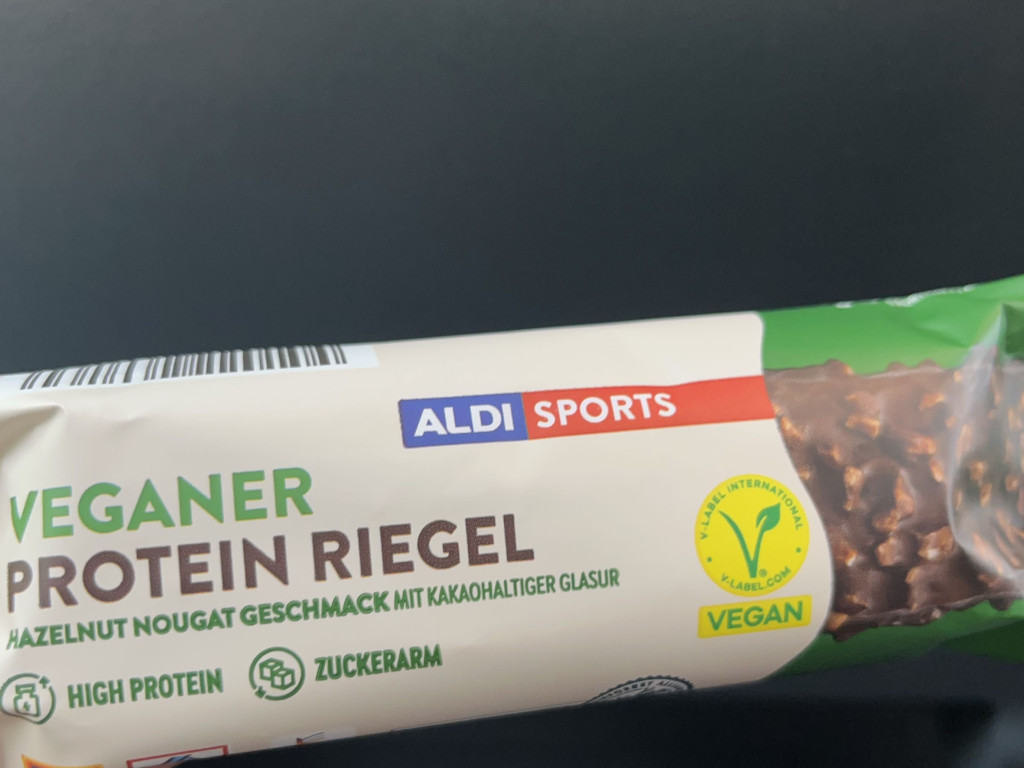 ALDI SPORTS
VEGANER
PROTEIN RIEGEL
HAZELNUT NOUGAT GESCHMACK MIT KAKAOHALTIGER GLASUR
HIGH PROTEIN
ZUCKERARM
V-LABEL INTERNATIONAL
V-LABEL.COM
®
VEGAN